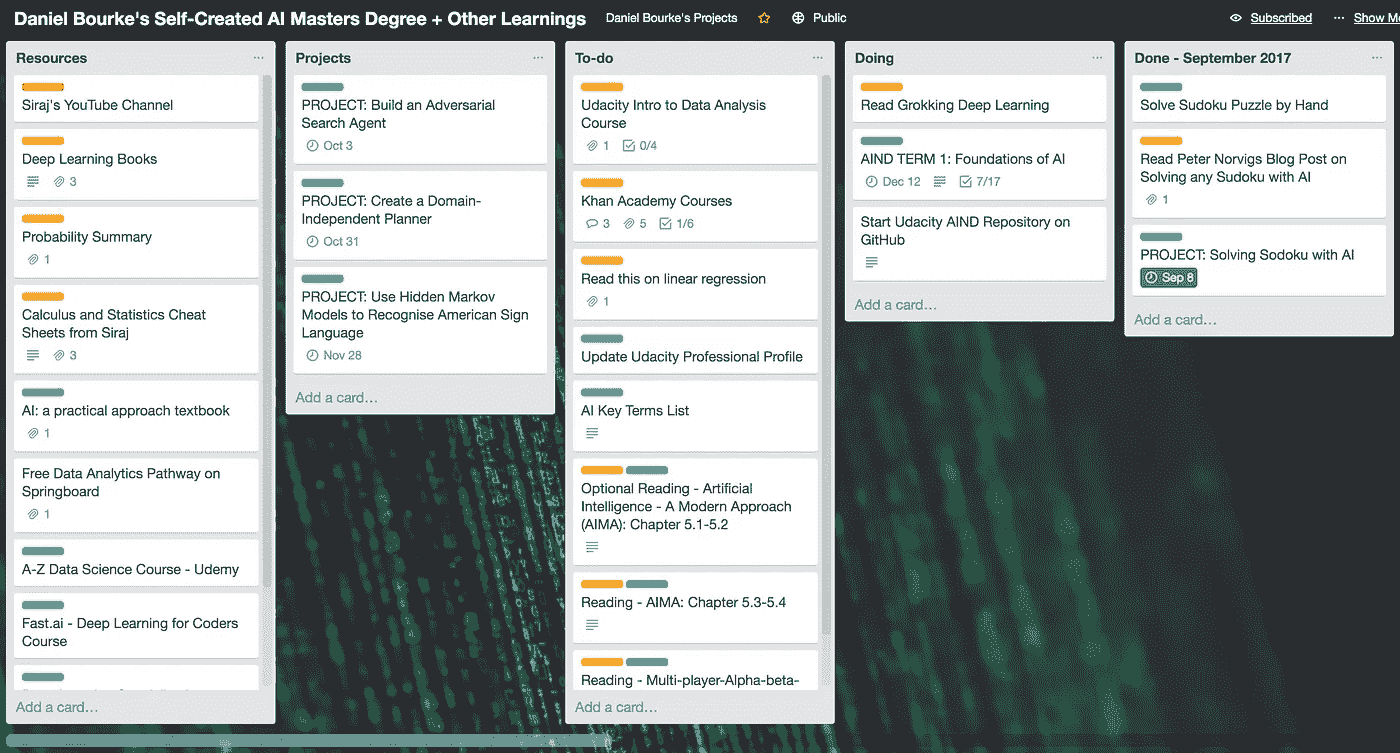 Daniel Bourke's Self-Created AI Masters Degree + Other Learnings
Daniel Bourke's Projects
Public
Subscribed
Show
Resources
Siraj's YouTube Channel
Deep Learning Books
3
Probability Summary
1
Calculus and Statistics Cheat
Sheets from Siraj
3
AI: a practical approach textbook
1
Free Data Analytics Pathway on
Springboard
1
A-Z Data Science Course - Udemy
Fast.ai - Deep Learning for Coders
Course
Add a card…
Projects
PROJECT: Build an Adversarial
Search Agent
Oct 3
PROJECT: Create a Domain-
Independent Planner
Oct 31
PROJECT: Use Hidden Markov
Models to Recognise American Sign
Language
Nov 28
Add a card…
To-do
Udacity Intro to Data Analysis
Course
1 0/4
Khan Academy Courses
3 5 1/6
Read this on linear regression
1
Update Udacity Professional Profile
AI Key Terms List
Optional Reading - Artificial
Intelligence - A Modern Approach
(AIMA): Chapter 5.1-5.2
Reading - AIMA: Chapter 5.3-5.4
Reading - Multi-player-Alpha-beta-
Add a card…
Doing
Read Grokking Deep Learning
AIND TERM 1: Foundations of AI
Dec 12 7/17
Start Udacity AIND Repository on
GitHub
Add a card…
Done - September 2017
Solve Sudoku Puzzle by Hand
Read Peter Norvigs Blog Post on
Solving any Sudoku with AI
1
PROJECT: Solving Sodoku with AI
Sep 8
Add a card…